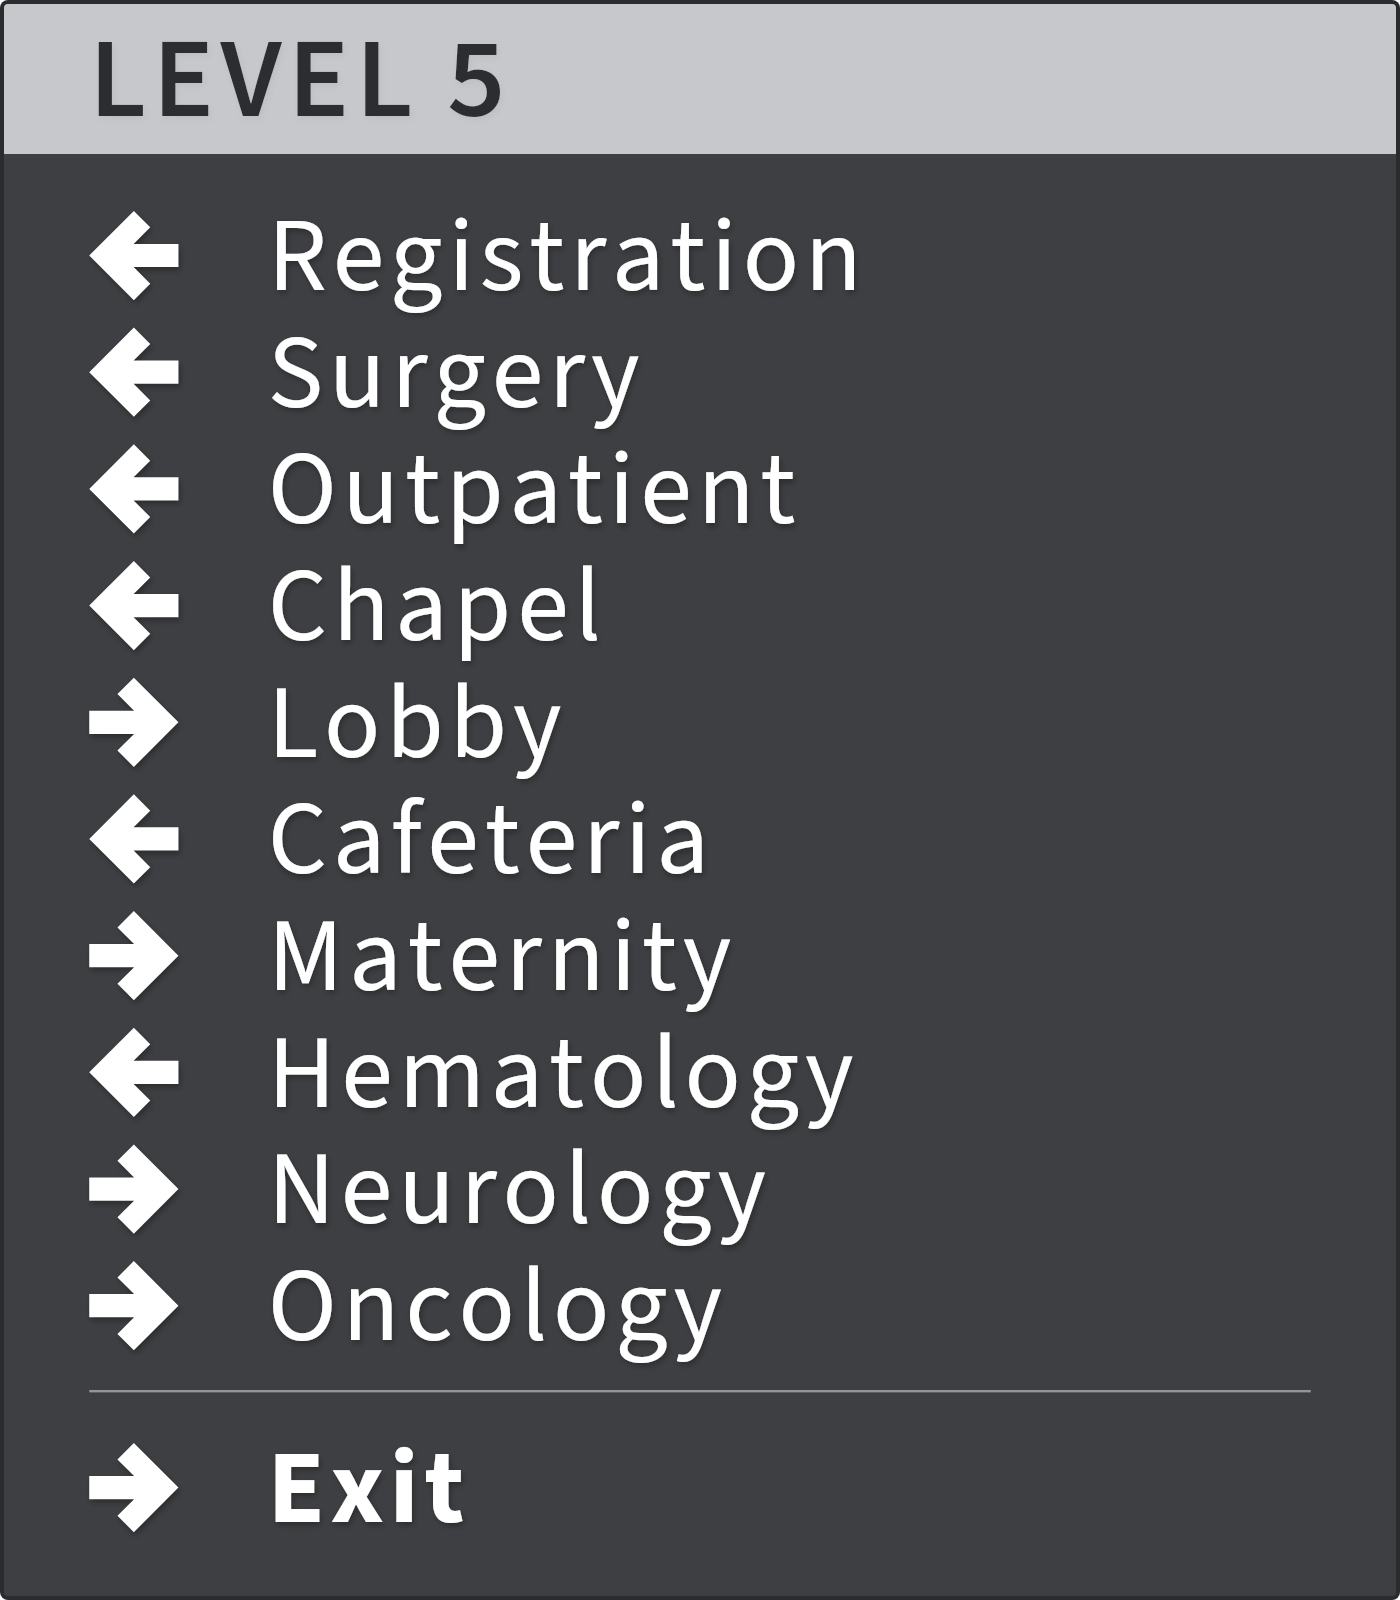 LEVEL 5
Registration
Surgery
Outpatient
Chapel
Lobby
Cafeteria
Maternity
Hematology
Neurology
Oncology
Exit